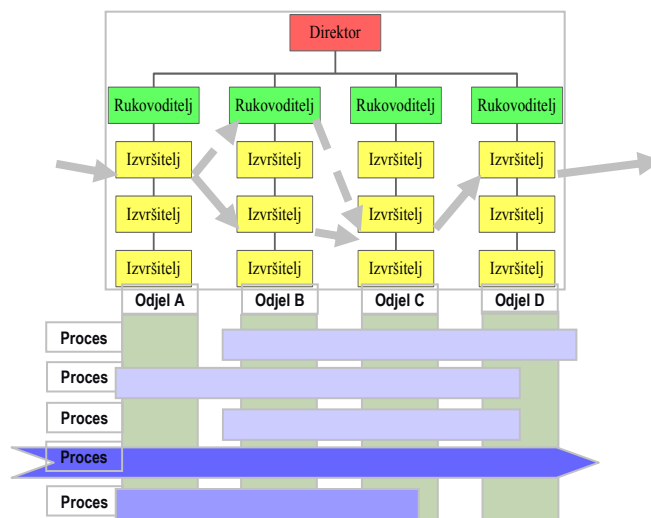 Direktor
Rukovoditelj Rukovoditelj Rukovoditelj Rukovoditelj
Izvršitelj Izvršitelj Izvršitelj Izvršitelj
Izvršitelj Izvršitelj Izvršitelj Izvršitelj
Izvršitelj Izvršitelj Izvršitelj Izvršitelj
Odjel A Odjel B Odjel C Odjel D
Proces
Proces
Proces
Proces
Proces